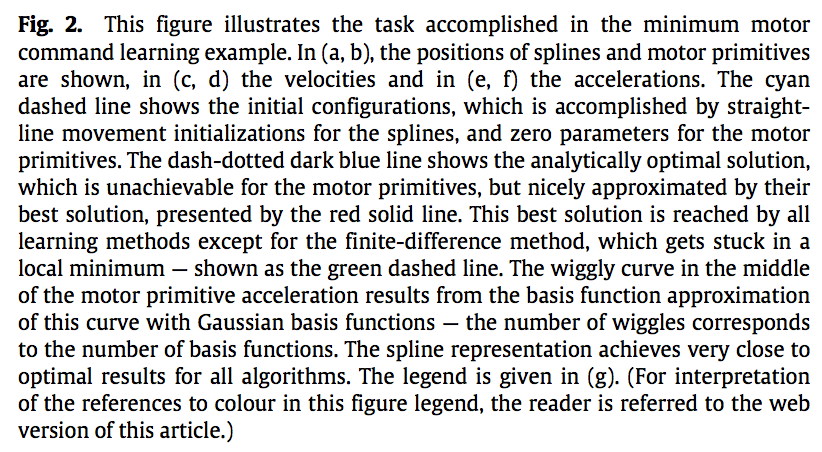 Fig. 2. This figure illustrates the task accomplished in the minimum motor
command learning example. In (a, b), the positions of splines and motor primitives
are shown, in (c, d) the velocities and in (e, f) the accelerations. The cyan
dashed line shows the initial configurations, which is accomplished by straight-
line movement initializations for the splines, and zero parameters for the motor
primitives. The dash-dotted dark blue line shows the analytically optimal solution,
which is unachievable for the motor primitives, but nicely approximated by their
best solution, presented by the red solid line. This best solution is reached by all
learning methods except for the finite-difference method, which gets stuck in a
local minimum — shown as the green dashed line. The wiggly curve in the middle
of the motor primitive acceleration results from the basis function approximation
of this curve with Gaussian basis functions — the number of wiggles corresponds
to the number of basis functions. The spline representation achieves very close to
optimal results for all algorithms. The legend is given in (g). (For interpretation
of the references to colour in this figure legend, the reader is referred to the web
version of this article.)